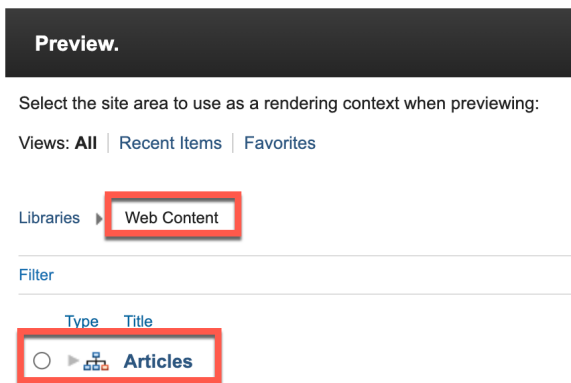 Preview.
Select the site area to use as a rendering context when previewing:
Views: All Recent Items Favorites
Libraries Web Content
Filter
Type Title
Articles